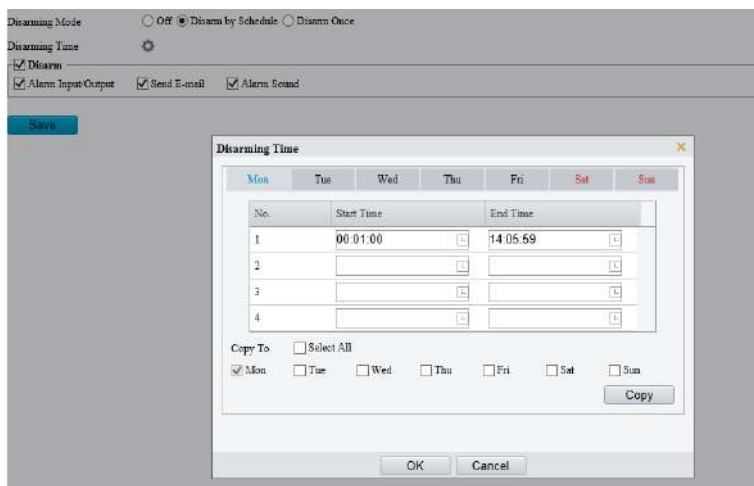 Disarming Mode Off Disarm by Schedule Disarm Once
Disarming Time
Disarm
Alarm Input/Output Send E-mail Alarm Sound
Save
Disarming Time
Mon Tue Wed Thu Fri Sat Sun
No. Start Time End Time
1 00:01:00 14:05:59
2
3
4
Copy To Select All
Mon Tue Wed Thu Fri Sat Sun
Copy
OK Cancel